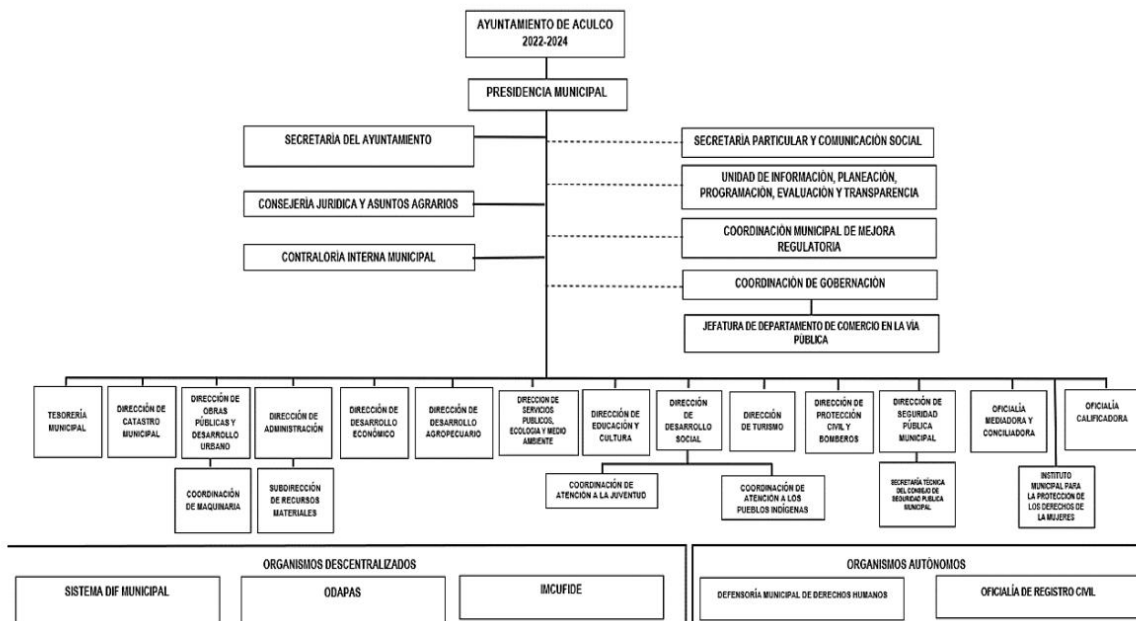 AYUNTAMIENTO DE ACULCO
2022-2024
PRESIDENCIA MUNICIPAL
SECRETARÍA DEL AYUNTAMIENTO
SECRETARÍA PARTICULAR Y COMUNICACIÓN SOCIAL
UNIDAD DE INFORMACIÓN, PLANEACIÓN,
PROGRAMACIÓN, EVALUACIÓN Y TRANSPARENCIA
CONSEJERÍA JURIDICA Y ASUNTOS AGRARIOS
COORDINACIÓN MUNICIPAL DE MEJORA
REGULATORIA
CONTRALORÍA INTERNA MUNICIPAL
COORDINACIÓN DE GOBERNACIÓN
JEFATURA DE DEPARTAMENTO DE COMERCIO EN LA VÍA
PÚBLICA
TESORERÍA
MUNICIPAL
DIRECCIÓN DE
CATASTRO
MUNICIPAL
DIRECCIÓN DE
OBRAS
PÚBLICAS Y
DESARROLLO
URBANO
DIRECCIÓN DE
ADMINISTRACIÓN
DIRECCIÓN DE
DESARROLLO
ECONÓMICO
DIRECCIÓN DE
DESARROLLO
AGROPECUARIO
DIRECCION DE
SERVICIOS
PUBLICOS,
ECOLOGIA Y MEDIO
AMBIENTE
DIRECCIÓN DE
EDUCACIÓN Y
CULTURA
DIRECCIÓN
DE
DESARROLLO
SOCIAL
DIRECCIÓN
DE TURISMO
DIRECCIÓN DE
PROTECCIÓN
CIVIL Y
BOMBEROS
DIRECCIÓN DE
SEGURIDAD
PÚBLICA
MUNICIPAL
OFICIALÍA
MEDIADORA Y
CONCILIADORA
OFICIALÍA
CALIFICADORA
COORDINACIÓN
DE MAQUINARIA
SUBDIRECCIÓN
DE RECURSOS
MATERIALES
COORDINACIÓN DE
ATENCIÓN A LA JUVENTUD
COORDINACIÓN DE
ATENCIÓN A LOS
PUEBLOS INDÍGENAS
SECRETARÍA TÉCNICA
DEL CONSEJO DE
SEGURIDAD PUBLICA
MUNICIPAL
INSTITUTO
MUNICIPAL PARA
LA PROTECCIÓN DE
LOS DERECHOS DE
LA MUJERES
ORGANISMOS DESCENTRALIZADOS
SISTEMA DIF MUNICIPAL
ODAPAS
IMCUFIDE
ORGANISMOS AUTÓNOMOS
DEFENSORÍA MUNICIPAL DE DERECHOS HUMANOS
OFICIALÍA DE REGISTRO CIVIL